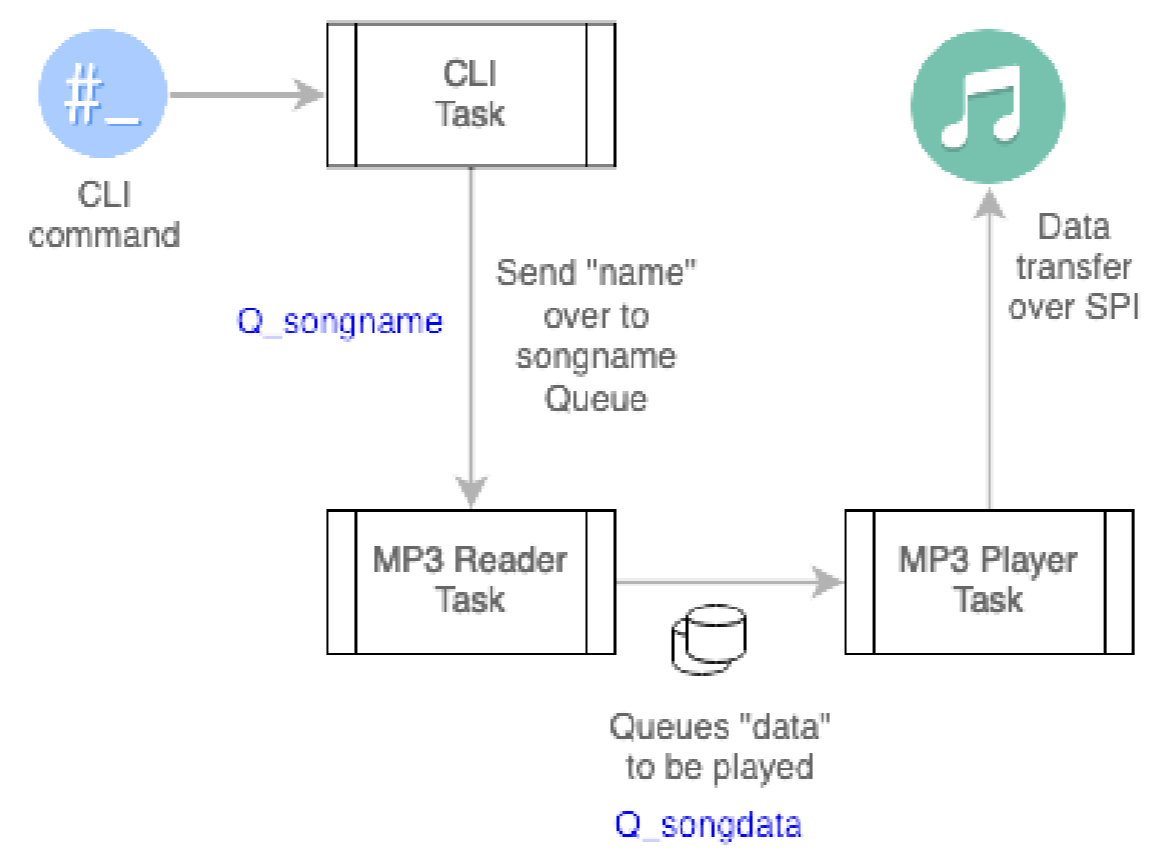 #_
CLI
command
CLI
Task
Q_songname
Send "name"
over to
songname
Queue
Data
transfer
over SPI
MP3 Reader
Task
MP3 Player
Task
Queues "data"
to be played
Q_songdata